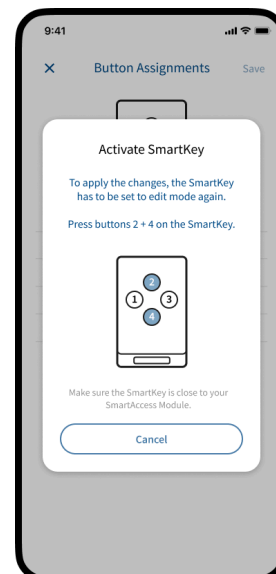 9:41
Button Assignments Save
Activate SmartKey
To apply the changes, the SmartKey
has to be set to edit mode again.
Press buttons 2 + 4 on the SmartKey.
2
1 3
4
Make sure the SmartKey is close to your
SmartAccess Module.
Cancel